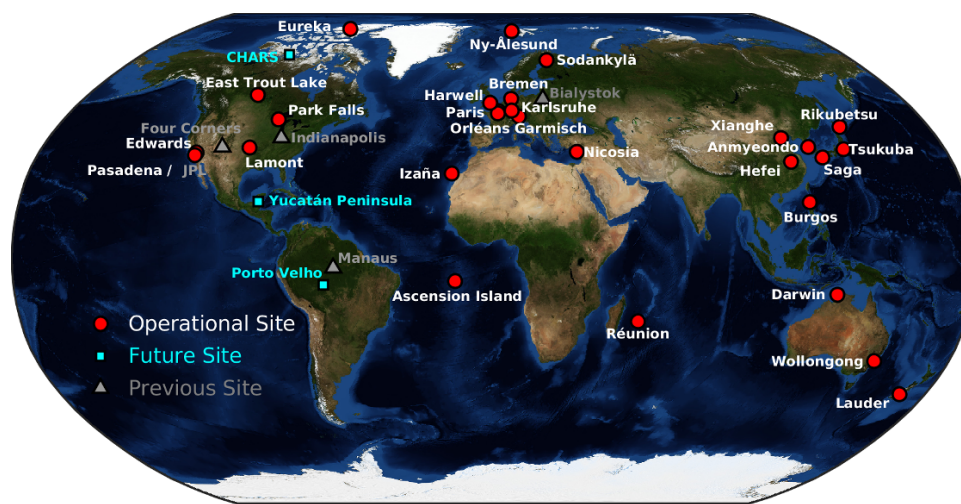 Eureka
Ny-Ålesund
CHARS
Sodankylä
East Trout Lake
Bremen
Bialystok
Harwell
Park Falls
Karlsruhe
Paris
Rikubetsu
Four Corners
Indianapolis
Orléans Garmisch
Xianghe
Edwards
Anmyeondo
Tsukuba
Lamont
Nicosia
Pasadena / JPL
Izaña
Hefei
Saga
Yucatán Peninsula
Burgos
Manaus
Porto Velho
Ascension Island
Darwin
Operational Site
Réunion
Future Site
Wollongong
Previous Site
Lauder